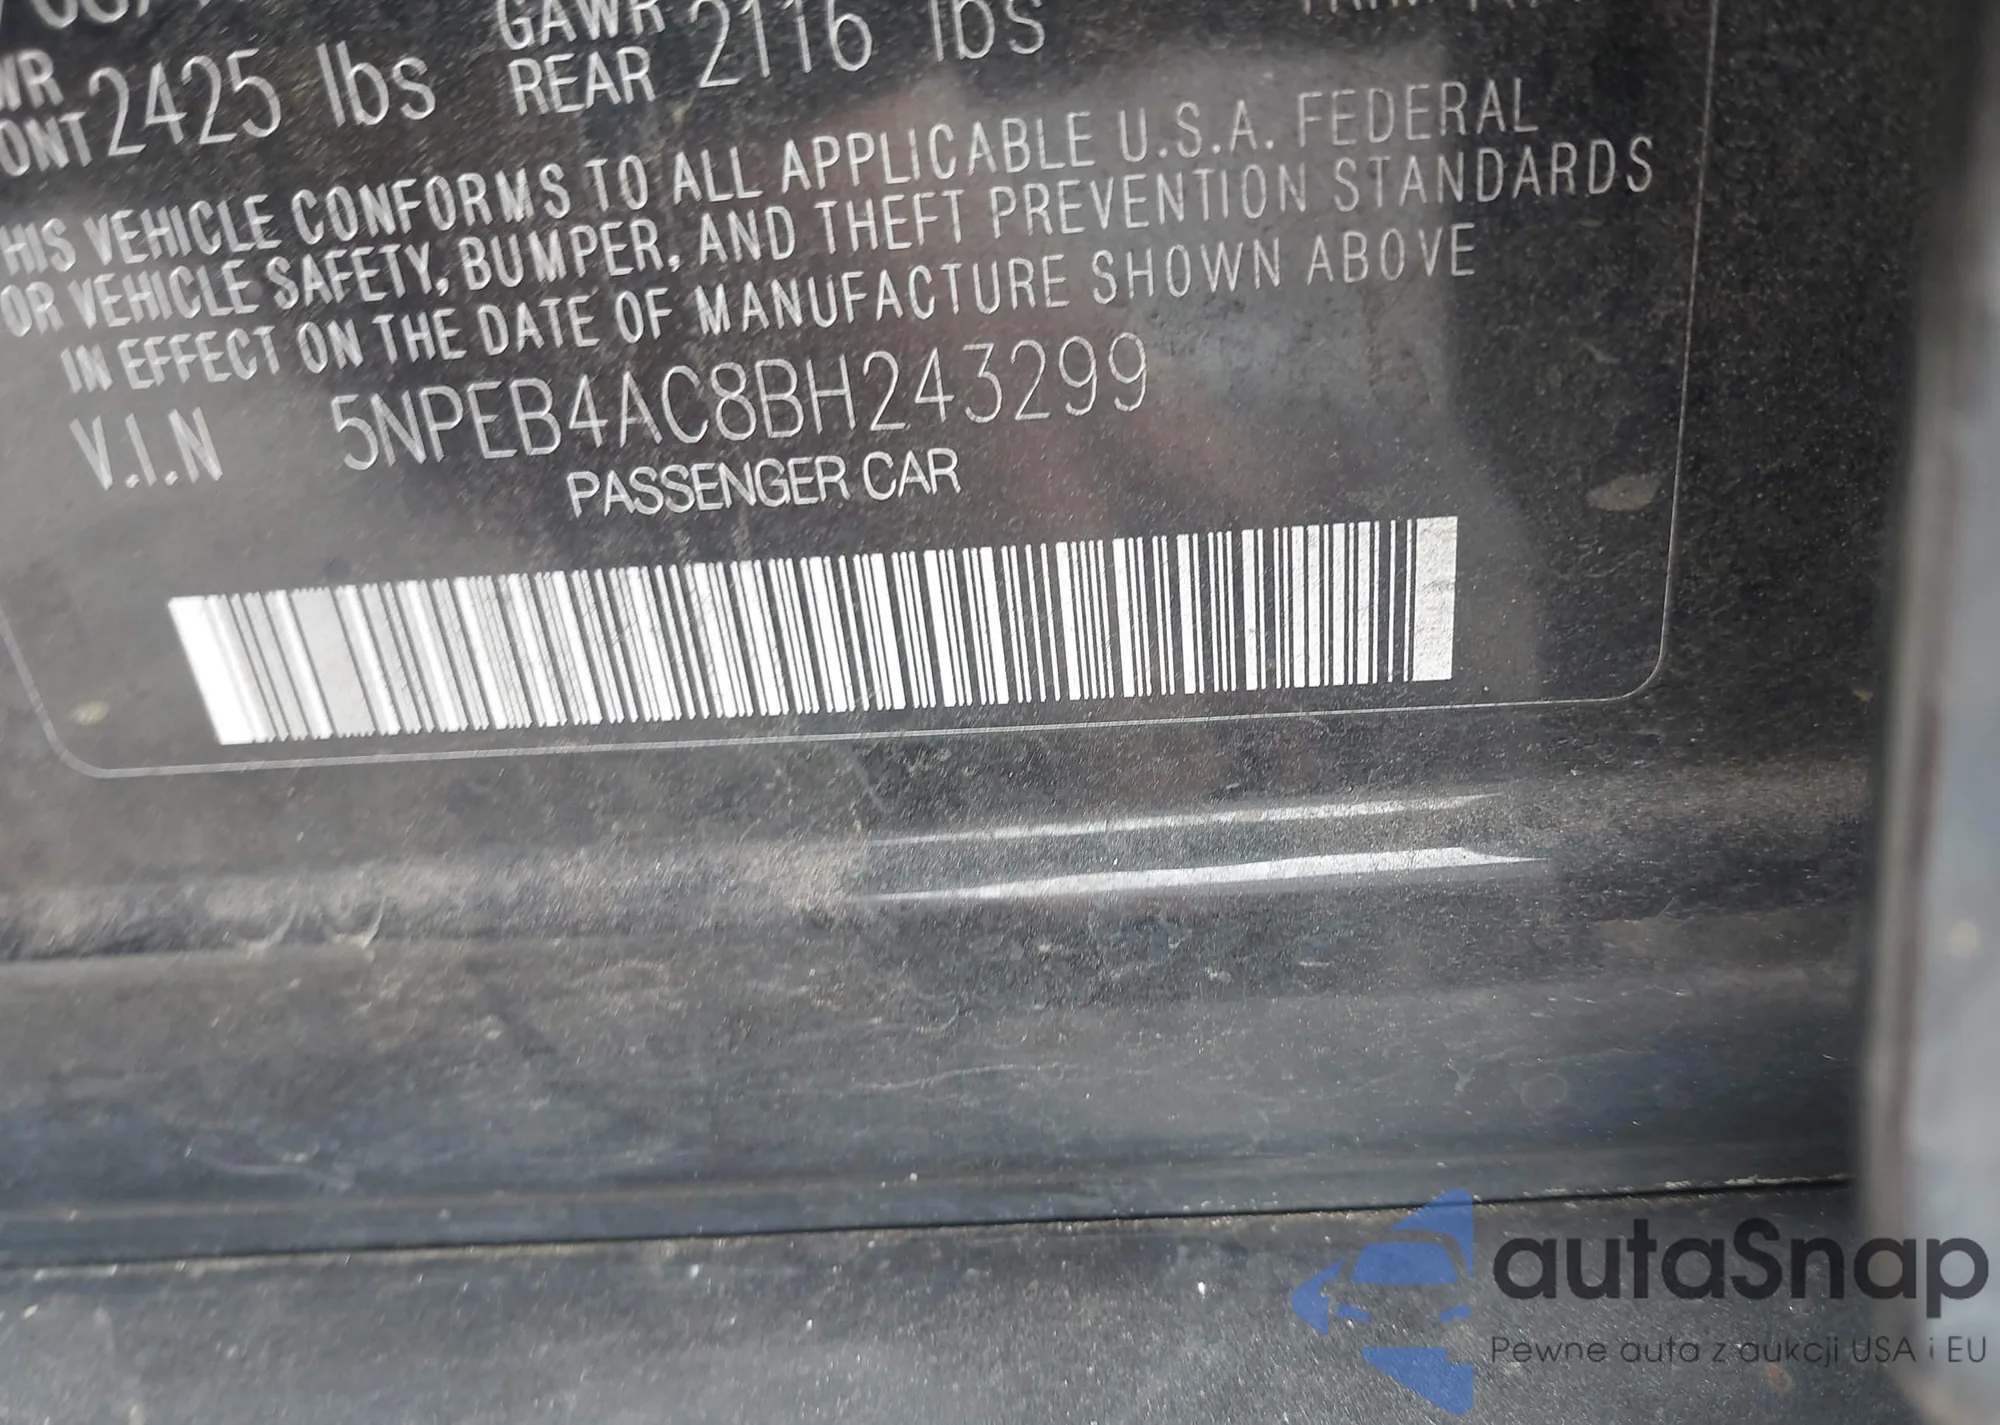 GAWR
WR
ONT 2425 lbs REAR 2116 lbs
HIS VEHICLE CONFORMS TO ALL APPLICABLE U.S.A. FEDERAL
OR VEHICLE SAFETY, BUMPER, AND THEFT PREVENTION STANDARDS
IN EFFECT ON THE DATE OF MANUFACTURE SHOWN ABOVE
V.I.N 5NPEB4AC8BH243299
PASSENGER CAR
autaSnap
Pewne auta z aukcji USA i EU